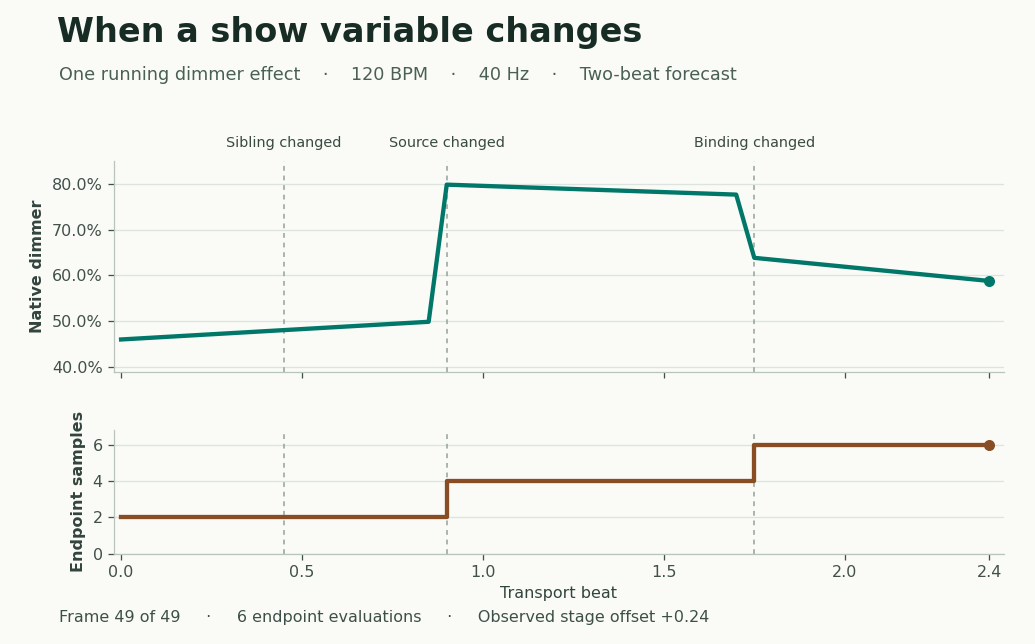 When a show variable changes
One running dimmer effect · 120 BPM · 40 Hz · Two-beat forecast
Sibling changed Source changed Binding changed
Native dimmer
80.0%
70.0%
60.0%
50.0%
40.0%
Endpoint samples
6
4
2
0
0.0 0.5 1.0 1.5 2.0 2.4
Transport beat
Frame 49 of 49 · 6 endpoint evaluations · Observed stage offset +0.24